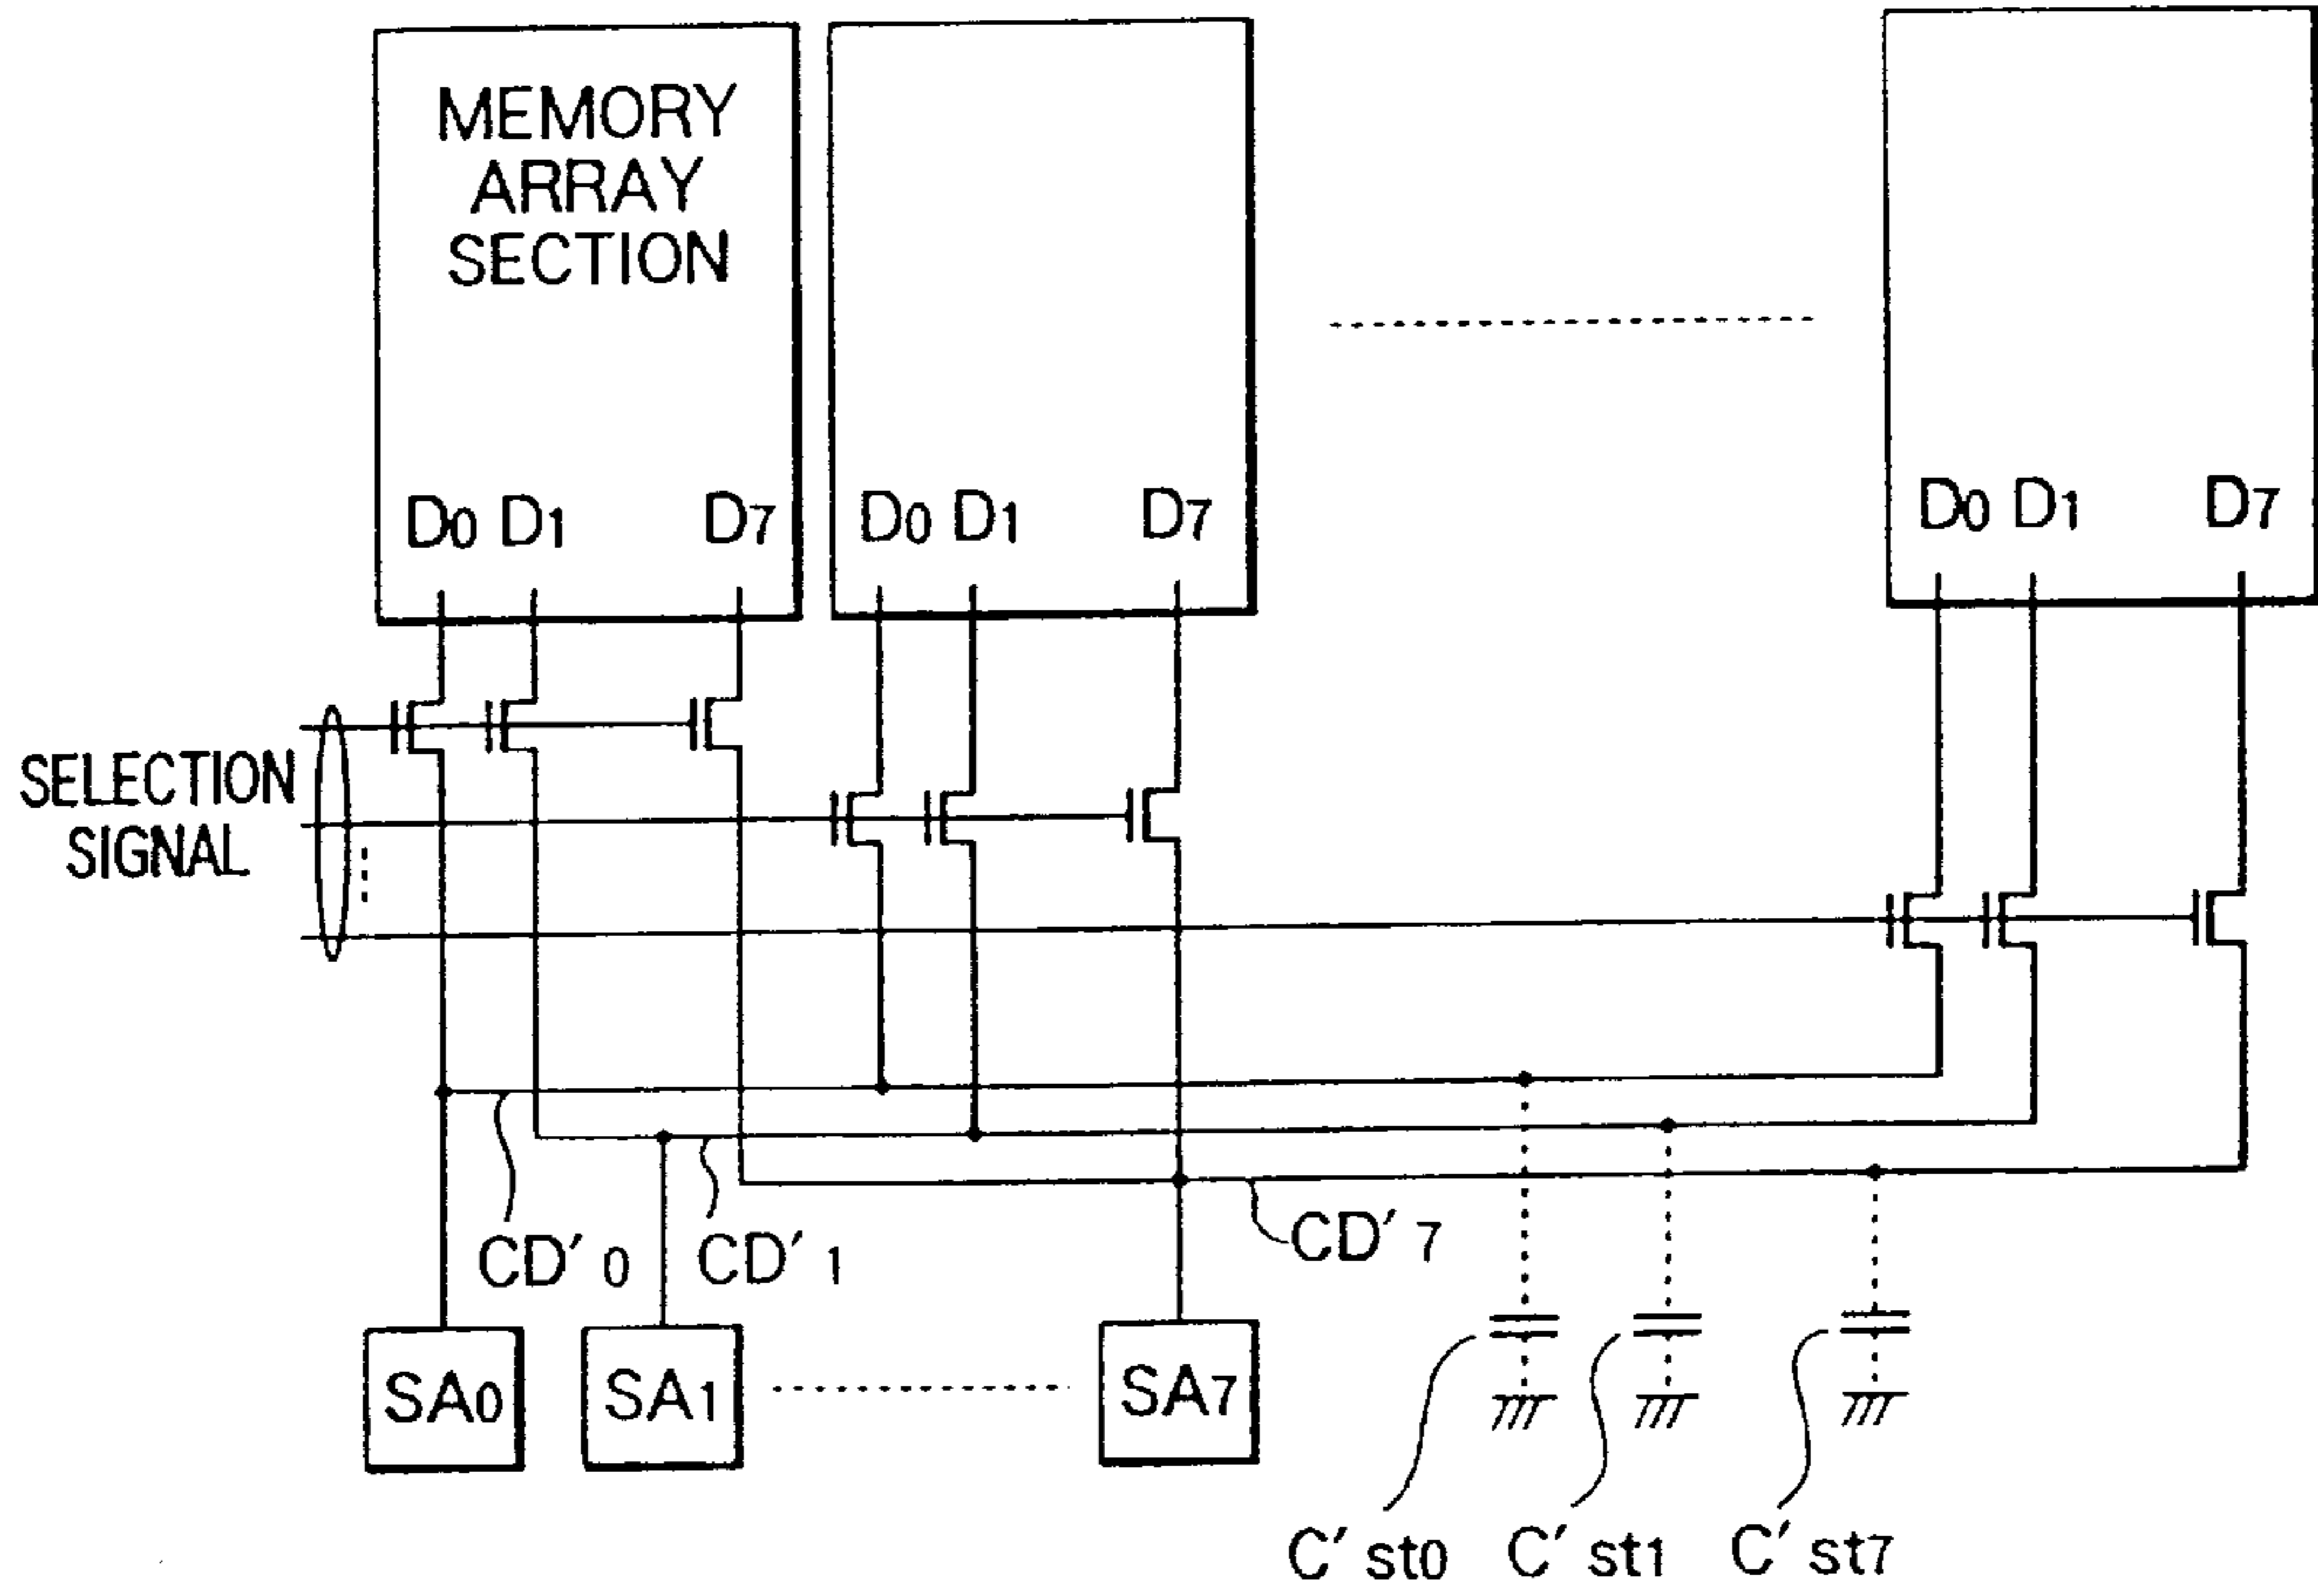 MEMORY
ARRAY
SECTION
D0 D1 D7
D0 D1 D7
D0 D1 D7
SELECTION
SIGNAL
CD'0
CD'1
CD'7
SA0
SA1
SA7
C'st0
C'st1
C'st7